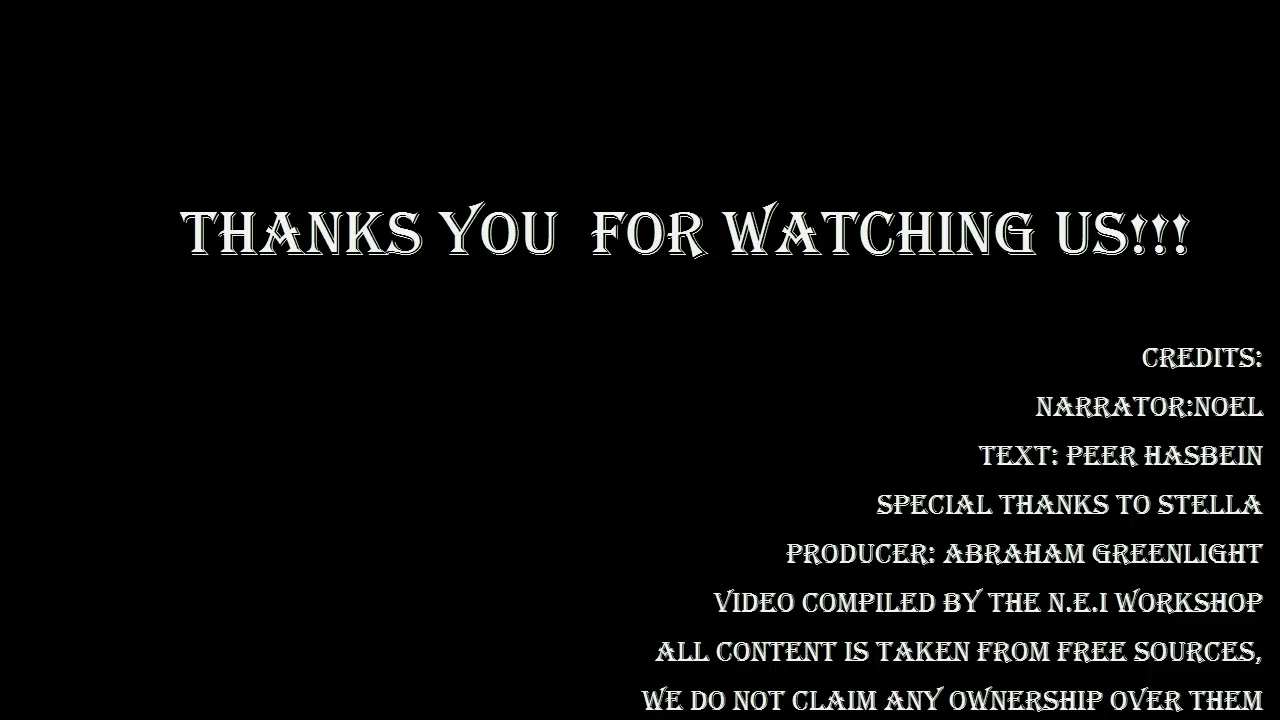 THANKS YOU  FOR WATCHING US!!!
CREDITS:
NARRATOR:NOEL
TEXT: PEER HASBEIN
SPECIAL THANKS TO STELLA
PRODUCER: ABRAHAM GREENLIGHT
VIDEO COMPILED BY THE N.E.I WORKSHOP
ALL CONTENT IS TAKEN FROM FREE SOURCES,
WE DO NOT CLAIM ANY OWNERSHIP OVER THEM